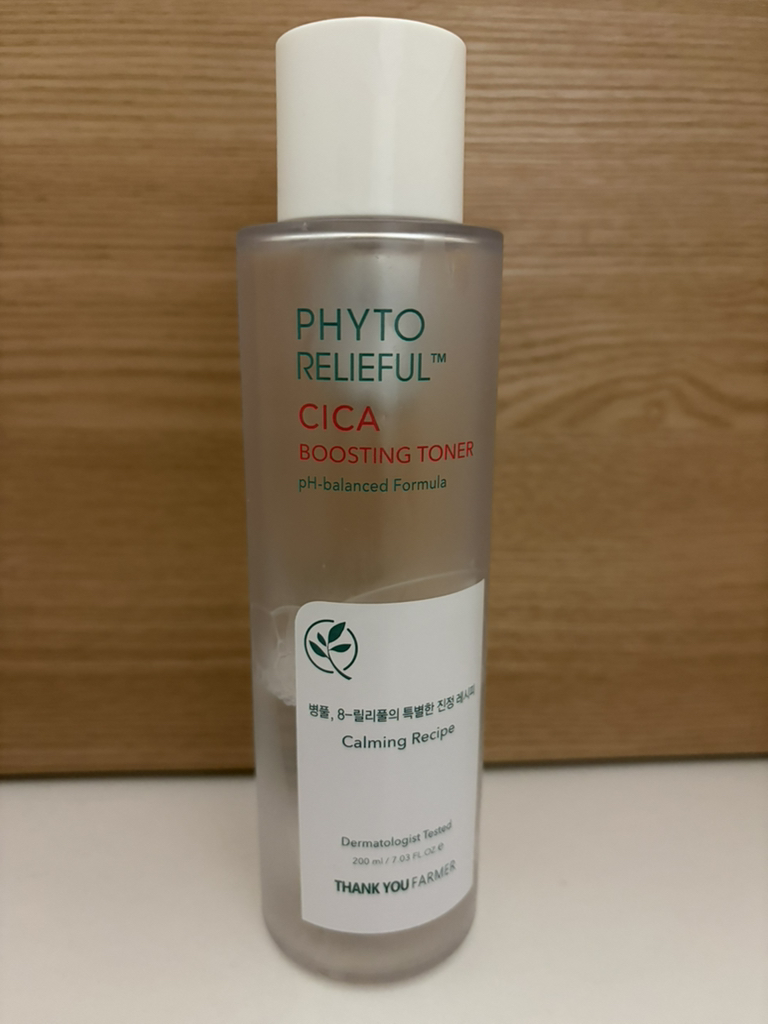 PHYTO
RELIEFUL™
CICA
BOOSTING TONER
pH-balanced Formula
병풀, 8-릴리풀의 특별한 진정 레시피
Calming Recipe
Dermatologist Tested
200 ml / 7.03 FL OZ ℮
THANK YOU FARMER